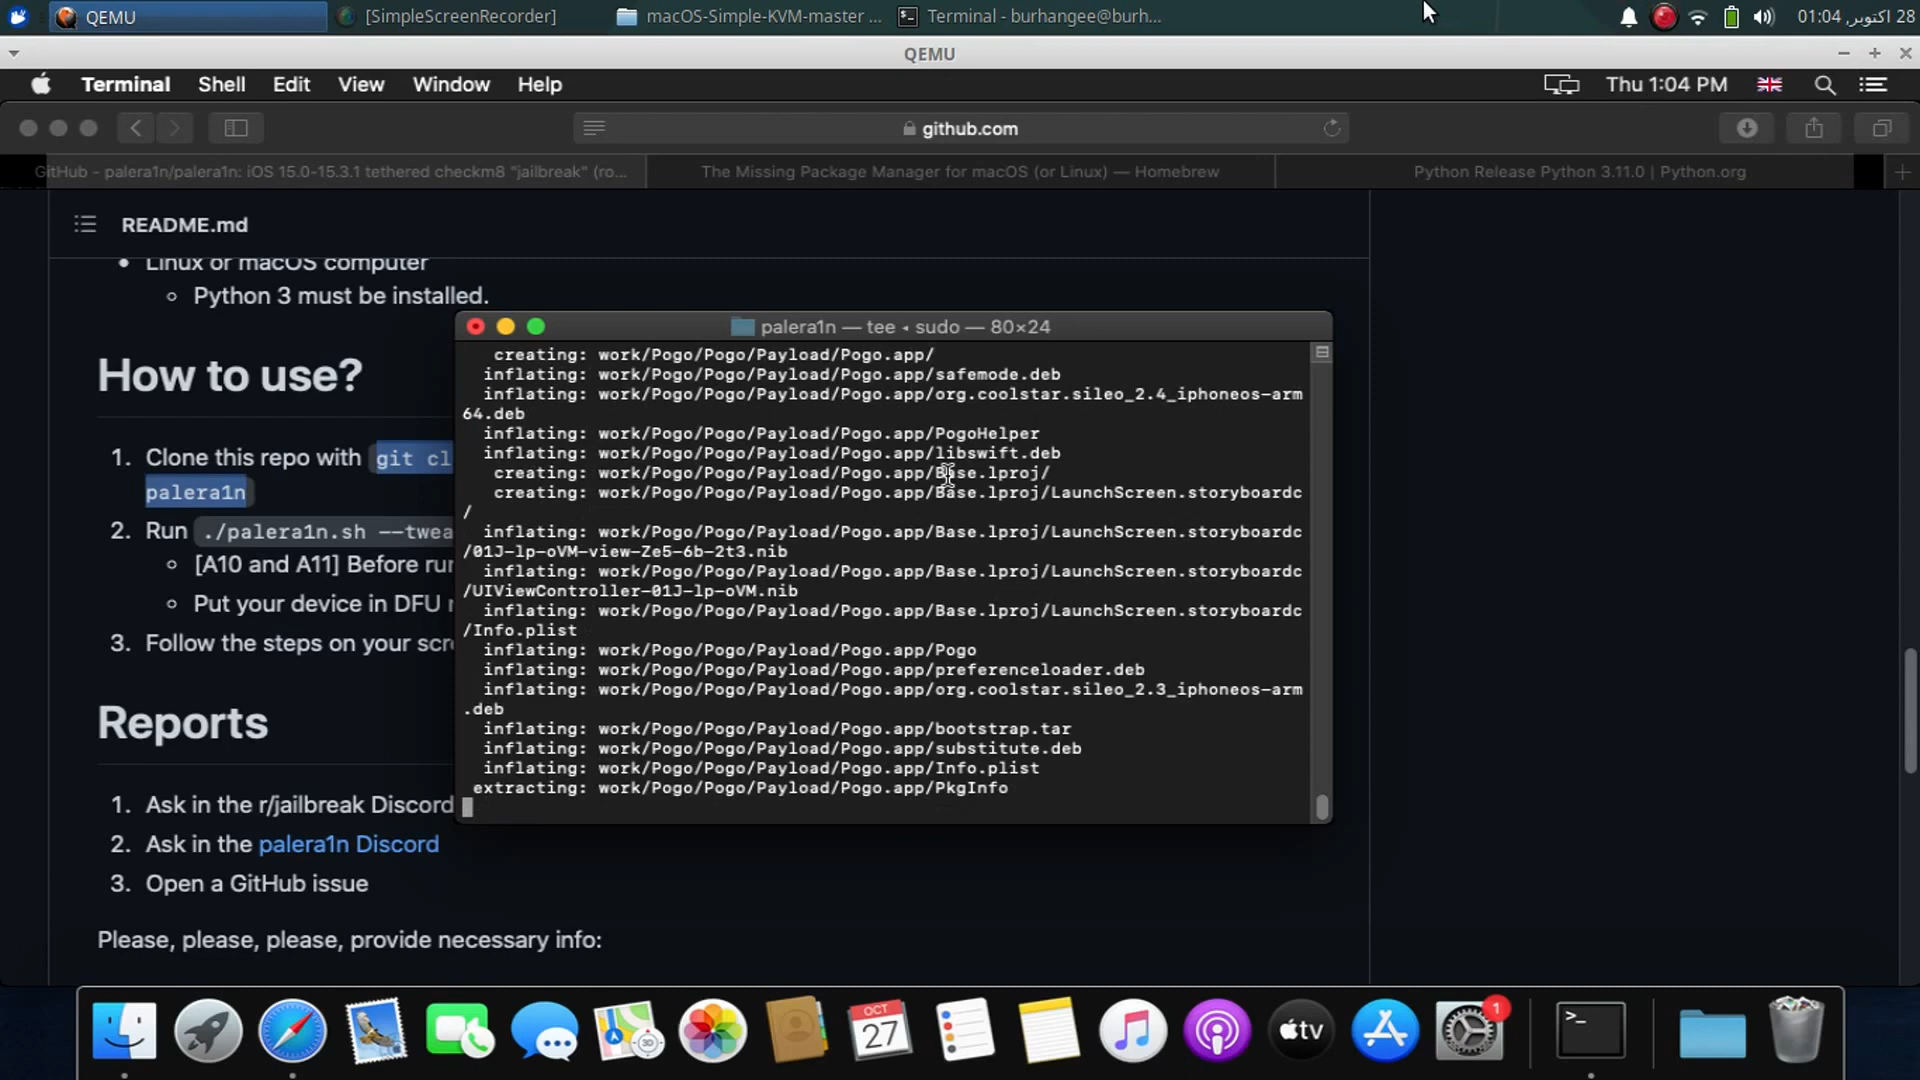 QEMU
[SimpleScreenRecorder]
macOS-Simple-KVM-master ...
Terminal - burhangee@burh...
28 اکتوبر, 01:04
QEMU
Terminal Shell Edit View Window Help
Thu 1:04 PM
github.com
GitHub - palera1n/palera1n: iOS 15.0-15.3.1 tethered checkm8 "jailbreak" (ro...
The Missing Package Manager for macOS (or Linux) — Homebrew
Python Release Python 3.11.0 | Python.org
README.md
Linux or macOS computer
Python 3 must be installed.
How to use?
1. Clone this repo with git cl
palera1n
2. Run ./palera1n.sh --twea
[A10 and A11] Before rur
Put your device in DFU
3. Follow the steps on your scr
Reports
1. Ask in the r/jailbreak Discord
2. Ask in the palera1n Discord
3. Open a GitHub issue
Please, please, please, provide necessary info:
palera1n — tee ◂ sudo — 80×24
creating: work/Pogo/Pogo/Payload/Pogo.app/
inflating: work/Pogo/Pogo/Payload/Pogo.app/safemode.deb
inflating: work/Pogo/Pogo/Payload/Pogo.app/org.coolstar.sileo_2.4_iphoneos-arm
64.deb
inflating: work/Pogo/Pogo/Payload/Pogo.app/PogoHelper
inflating: work/Pogo/Pogo/Payload/Pogo.app/libswift.deb
creating: work/Pogo/Pogo/Payload/Pogo.app/Base.lproj/
creating: work/Pogo/Pogo/Payload/Pogo.app/Base.lproj/LaunchScreen.storyboardc
/
inflating: work/Pogo/Pogo/Payload/Pogo.app/Base.lproj/LaunchScreen.storyboardc
/01J-lp-oVM-view-Ze5-6b-2t3.nib
inflating: work/Pogo/Pogo/Payload/Pogo.app/Base.lproj/LaunchScreen.storyboardc
/UIViewController-01J-lp-oVM.nib
inflating: work/Pogo/Pogo/Payload/Pogo.app/Base.lproj/LaunchScreen.storyboardc
/Info.plist
inflating: work/Pogo/Pogo/Payload/Pogo.app/Pogo
inflating: work/Pogo/Pogo/Payload/Pogo.app/preferenceloader.deb
inflating: work/Pogo/Pogo/Payload/Pogo.app/org.coolstar.sileo_2.3_iphoneos-arm
.deb
inflating: work/Pogo/Pogo/Payload/Pogo.app/bootstrap.tar
inflating: work/Pogo/Pogo/Payload/Pogo.app/substitute.deb
inflating: work/Pogo/Pogo/Payload/Pogo.app/Info.plist
extracting: work/Pogo/Pogo/Payload/Pogo.app/PkgInfo
3D
OCT
27
tv
1
>_